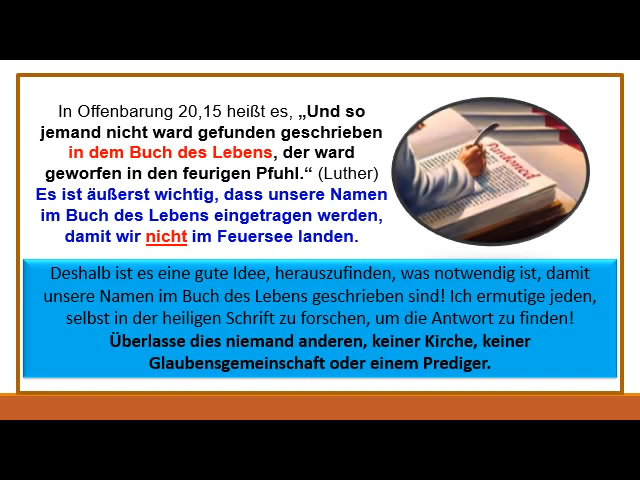 In Offenbarung 20,15 heißt es, „Und so
jemand nicht ward gefunden geschrieben
in dem Buch des Lebens, der ward
geworfen in den feurigen Pfuhl.“ (Luther)
Es ist äußerst wichtig, dass unsere Namen
im Buch des Lebens eingetragen werden,
damit wir nicht im Feuersee landen.
Pardoned
Deshalb ist es eine gute Idee, herauszufinden, was notwendig ist, damit
unsere Namen im Buch des Lebens geschrieben sind! Ich ermutige jeden,
selbst in der heiligen Schrift zu forschen, um die Antwort zu finden!
Überlasse dies niemand anderen, keiner Kirche, keiner
Glaubensgemeinschaft oder einem Prediger.